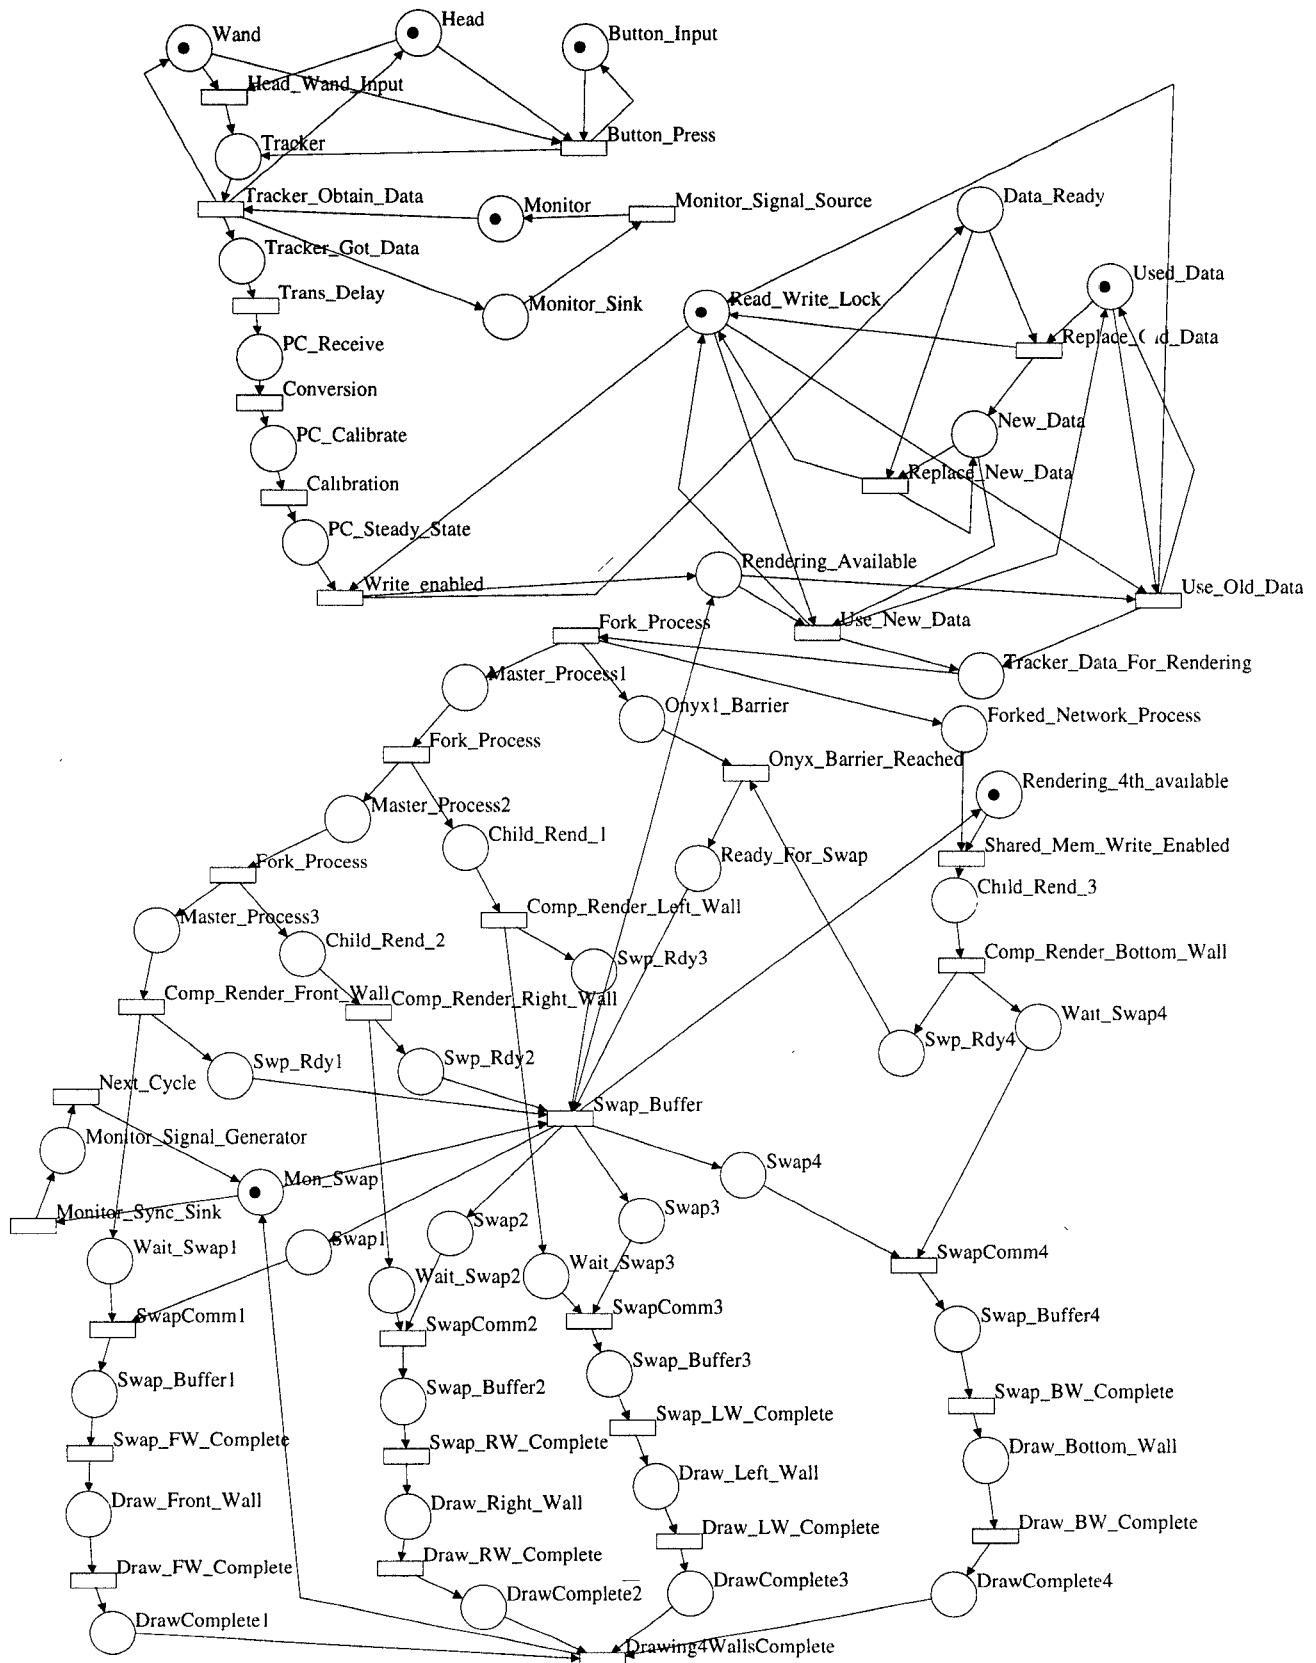 Wand
Head
Button_Input
Head_Wand_Input
Button_Press
Tracker
Tracker_Obtain_Data
Monitor
Monitor_Signal_Source
Data_Ready
Tracker_Got_Data
Used_Data
Trans_Delay
Monitor_Sink
Read_Write_Lock
Replace_Old_Data
PC_Receive
Conversion
New_Data
PC_Calibrate
Replace_New_Data
Calibration
PC_Steady_State
Rendering_Available
Write_enabled
Use_Old_Data
Fork_Process
Use_New_Data
Tracker_Data_For_Rendering
Master_Process1
Onyx1_Barrier
Forked_Network_Process
Fork_Process
Onyx_Barrier_Reached
Rendering_4th_available
Master_Process2
Child_Rend_1
Ready_For_Swap
Shared_Mem_Write_Enabled
Fork_Process
Child_Rend_3
Master_Process3
Comp_Render_Left_Wall
Child_Rend_2
Swp_Rdy3
Comp_Render_Bottom_Wall
Comp_Render_Front_Wall
Comp_Render_Right_Wall
Wait_Swap4
Swp_Rdy1
Swp_Rdy2
Swp_Rdy4
Next_Cycle
Swap_Buffer
Monitor_Signal_Generator
Swap4
Mon_Swap
Monitor_Sync_Sink
Swap1
Swap2
Swap3
Wait_Swap1
Wait_Swap2
Wait_Swap3
SwapComm4
SwapComm1
SwapComm2
SwapComm3
Swap_Buffer4
Swap_Buffer1
Swap_Buffer2
Swap_Buffer3
Swap_BW_Complete
Swap_FW_Complete
Swap_RW_Complete
Swap_LW_Complete
Draw_Bottom_Wall
Draw_Front_Wall
Draw_Right_Wall
Draw_Left_Wall
Draw_BW_Complete
Draw_FW_Complete
Draw_RW_Complete
Draw_LW_Complete
DrawComplete1
DrawComplete2
DrawComplete3
DrawComplete4
Drawing4WallsComplete